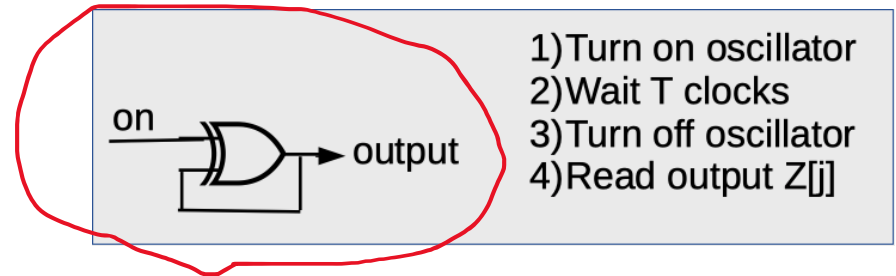 on
output
1)Turn on oscillator
2)Wait T clocks
3)Turn off oscillator
4)Read output Z[j]